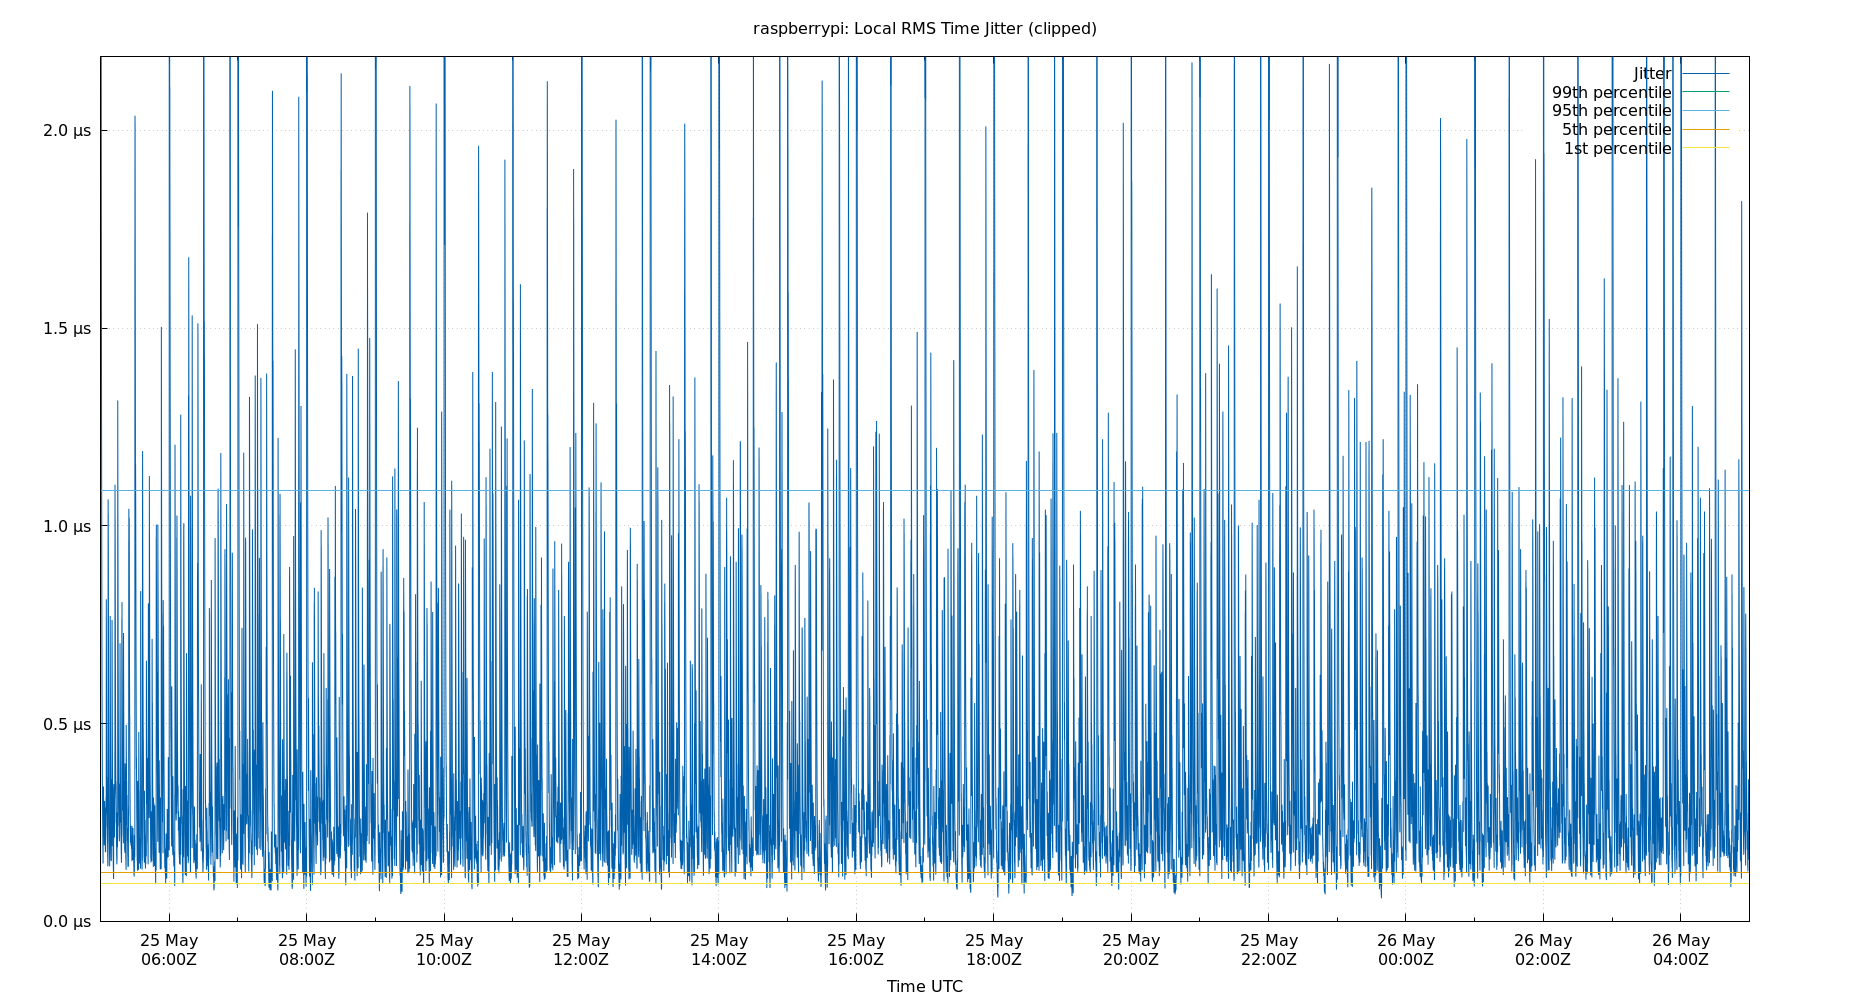 raspberrypi: Local RMS Time Jitter (clipped)
Jitter
99th percentile
95th percentile
5th percentile
1st percentile
2.0 µs
1.5 µs
1.0 µs
0.5 µs
0.0 µs
25 May 25 May 25 May 25 May 25 May 25 May 25 May 25 May 25 May 26 May 26 May 26 May
06:00Z 08:00Z 10:00Z 12:00Z 14:00Z 16:00Z 18:00Z 20:00Z 22:00Z 00:00Z 02:00Z 04:00Z
Time UTC